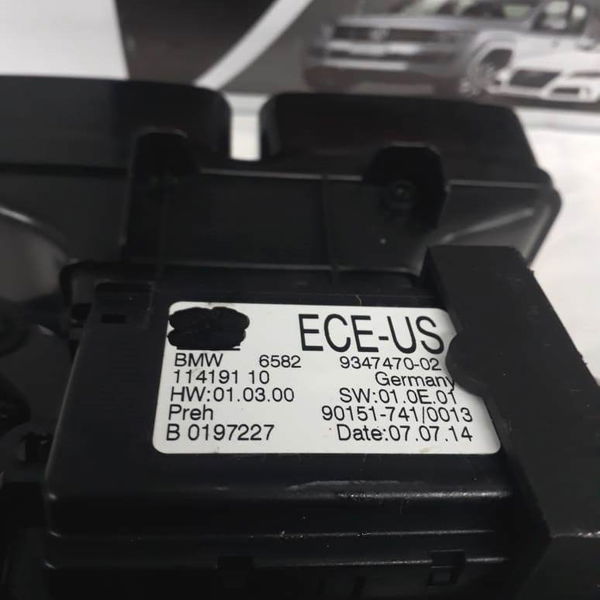 ECE-US
BMW 6582 9347470-02
114191 10 Germany
HW:01.03.00 SW:01.0E.01
Preh 90151-741/0013
B 0197227 Date:07.07.14